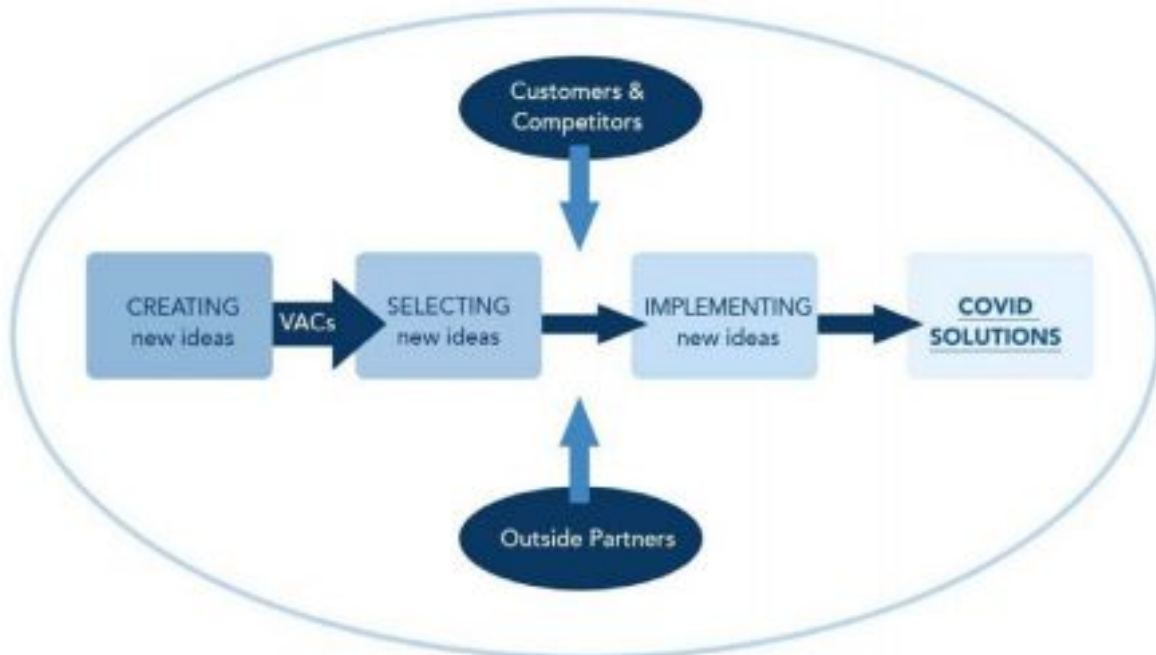 Customers &
Competitors
CREATING
new ideas
VACs
SELECTING
new ideas
IMPLEMENTING
new ideas
COVID
SOLUTIONS
Outside Partners